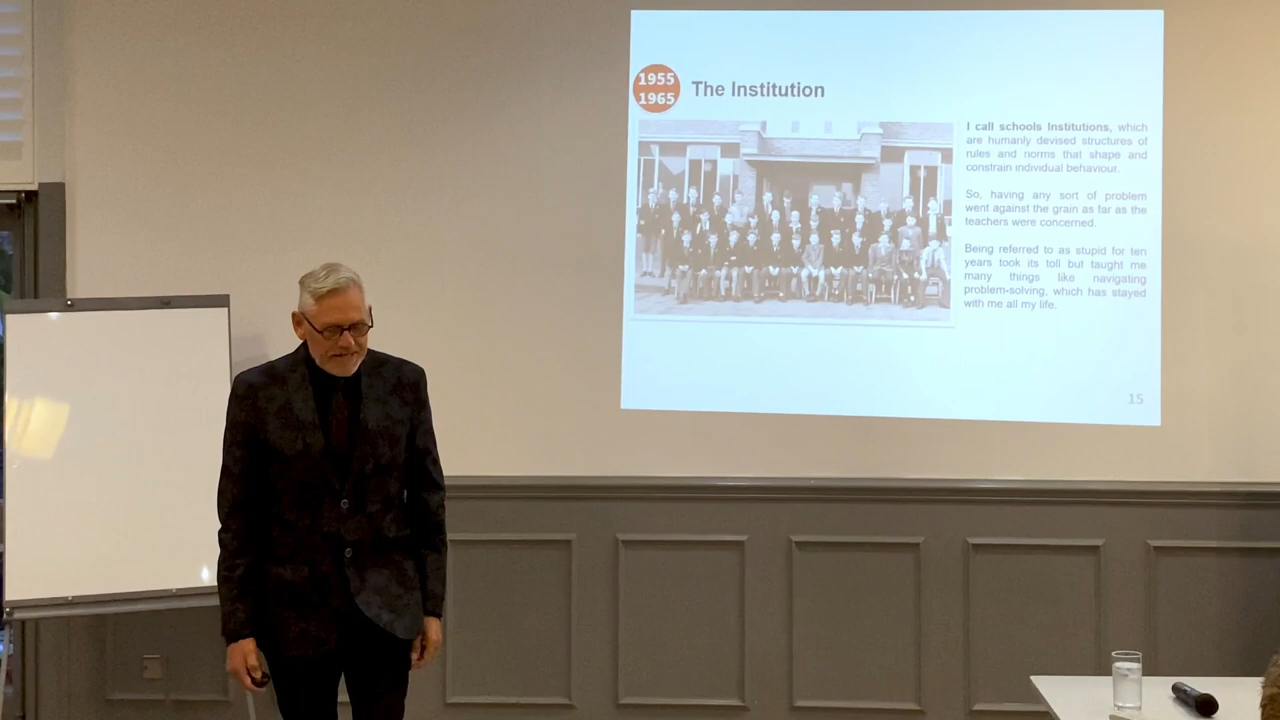 1955
1965
The Institution
I call schools Institutions, which
are humanly devised structures of
rules and norms that shape and
constrain individual behaviour.
So, having any sort of problem
went against the grain as far as the
teachers were concerned.
Being referred to as stupid for ten
years took its toll but taught me
many things like navigating
problem-solving, which has stayed
with me all my life.
15